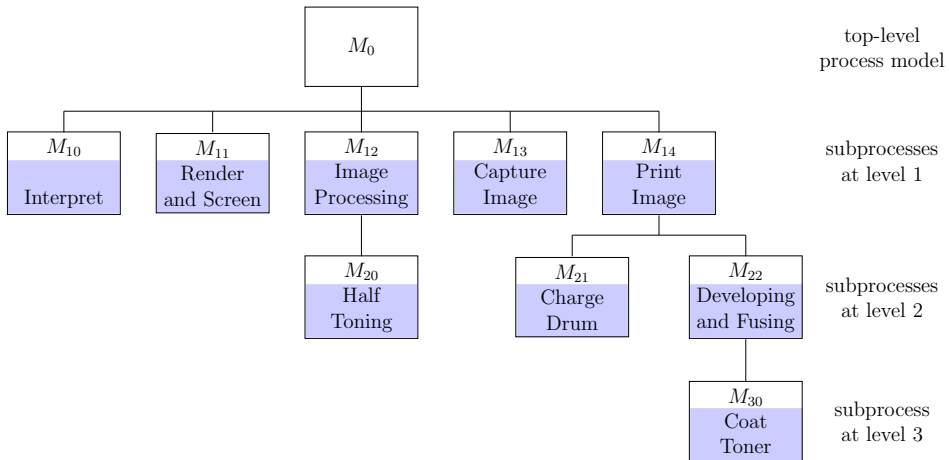 M0
top-level
process model
M10
Interpret
M11
Render
and Screen
M12
Image
Processing
M13
Capture
Image
M14
Print
Image
subprocesses
at level 1
M20
Half
Toning
M21
Charge
Drum
M22
Developing
and Fusing
subprocesses
at level 2
M30
Coat
Toner
subprocess
at level 3